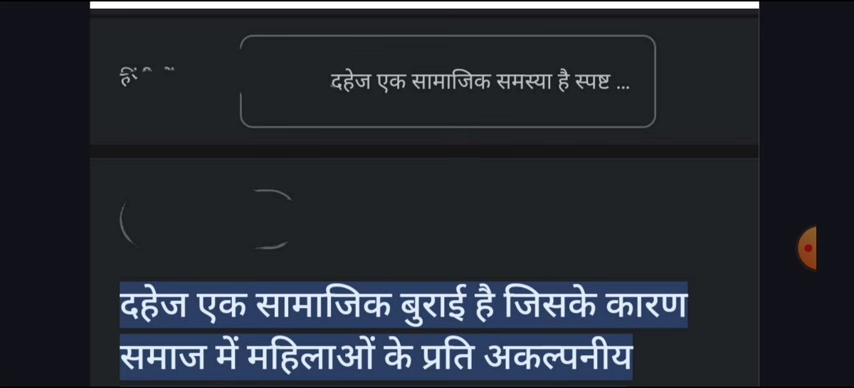 दहेज एक सामाजिक समस्या है स्पष्ट ...
दहेज एक सामाजिक बुराई है जिसके कारण
समाज में महिलाओं के प्रति अकल्पनीय